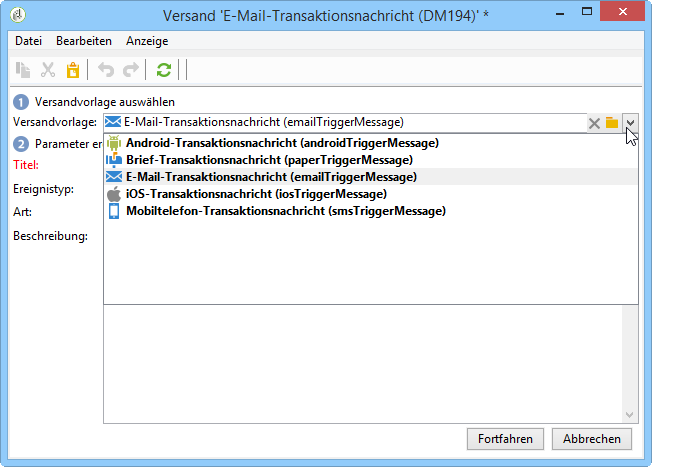 Versand 'E-Mail-Transaktionsnachricht (DM194)' *
Datei Bearbeiten Anzeige
1 Versandvorlage auswählen
Versandvorlage: E-Mail-Transaktionsnachricht (emailTriggerMessage)
2 Parameter er
Android-Transaktionsnachricht (androidTriggerMessage)
Brief-Transaktionsnachricht (paperTriggerMessage)
Titel:
E-Mail-Transaktionsnachricht (emailTriggerMessage)
Ereignistyp:
iOS-Transaktionsnachricht (iosTriggerMessage)
Art:
Mobiltelefon-Transaktionsnachricht (smsTriggerMessage)
Beschreibung:
Fortfahren Abbrechen